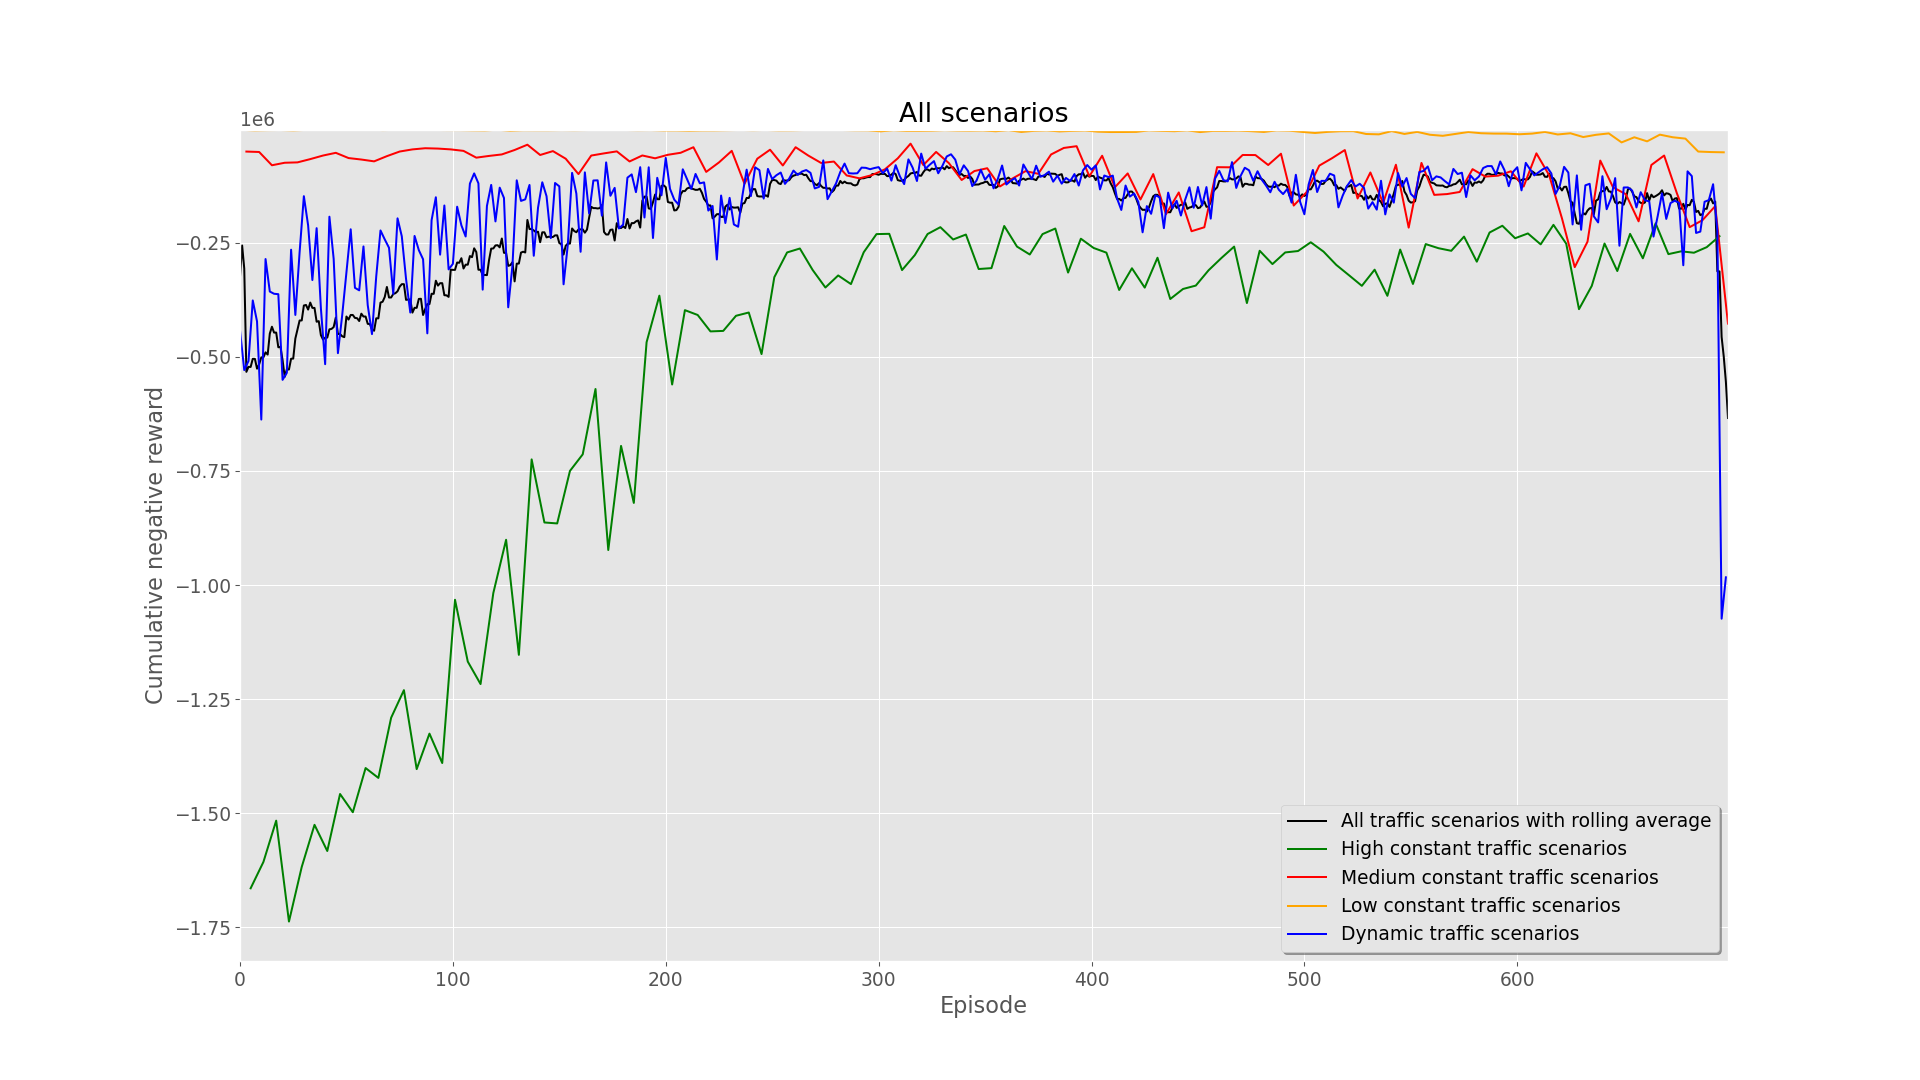 All scenarios
1e6
−0.25
−0.50
−0.75
−1.00
−1.25
−1.50
−1.75
Cumulative negative reward
0 100 200 300 400 500 600
Episode
All traffic scenarios with rolling average
High constant traffic scenarios
Medium constant traffic scenarios
Low constant traffic scenarios
Dynamic traffic scenarios